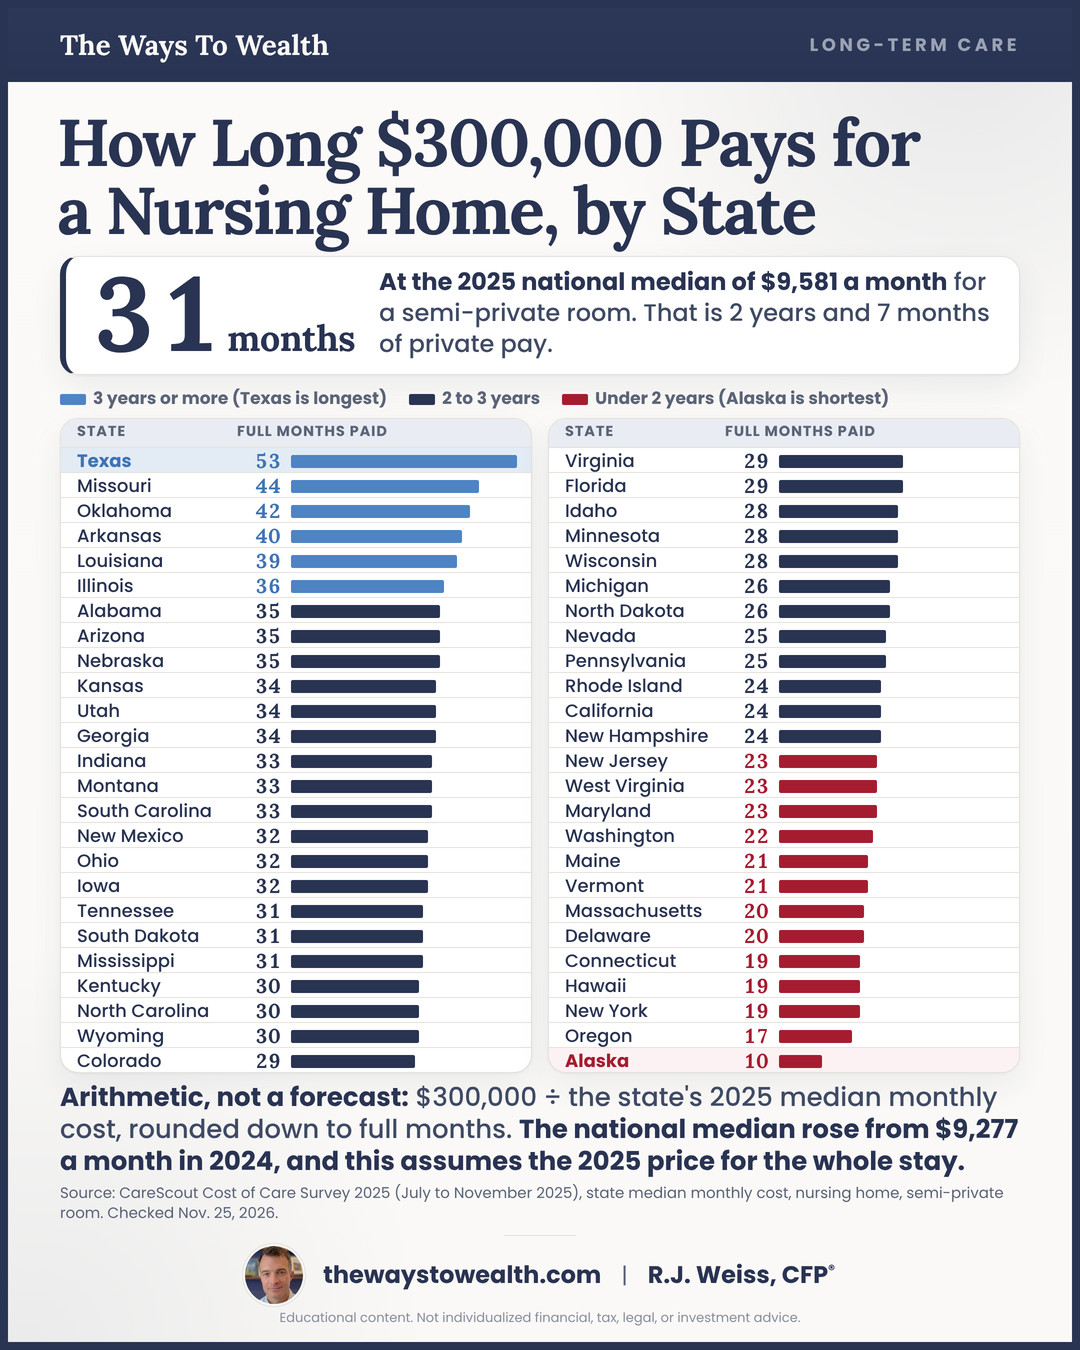 The Ways To Wealth
LONG-TERM CARE
How Long $300,000 Pays for
a Nursing Home, by State
31 months
At the 2025 national median of $9,581 a month for
a semi-private room. That is 2 years and 7 months
of private pay.
3 years or more (Texas is longest)
2 to 3 years
Under 2 years (Alaska is shortest)
STATE FULL MONTHS PAID
Texas 53
Missouri 44
Oklahoma 42
Arkansas 40
Louisiana 39
Illinois 36
Alabama 35
Arizona 35
Nebraska 35
Kansas 34
Utah 34
Georgia 34
Indiana 33
Montana 33
South Carolina 33
New Mexico 32
Ohio 32
Iowa 32
Tennessee 31
South Dakota 31
Mississippi 31
Kentucky 30
North Carolina 30
Wyoming 30
Colorado 29
STATE FULL MONTHS PAID
Virginia 29
Florida 29
Idaho 28
Minnesota 28
Wisconsin 28
Michigan 26
North Dakota 26
Nevada 25
Pennsylvania 25
Rhode Island 24
California 24
New Hampshire 24
New Jersey 23
West Virginia 23
Maryland 23
Washington 22
Maine 21
Vermont 21
Massachusetts 20
Delaware 20
Connecticut 19
Hawaii 19
New York 19
Oregon 17
Alaska 10
Arithmetic, not a forecast: $300,000 ÷ the state's 2025 median monthly
cost, rounded down to full months. The national median rose from $9,277
a month in 2024, and this assumes the 2025 price for the whole stay.
Source: CareScout Cost of Care Survey 2025 (July to November 2025), state median monthly cost, nursing home, semi-private
room. Checked Nov. 25, 2026.
thewaystowealth.com | R.J. Weiss, CFP®
Educational content. Not individualized financial, tax, legal, or investment advice.